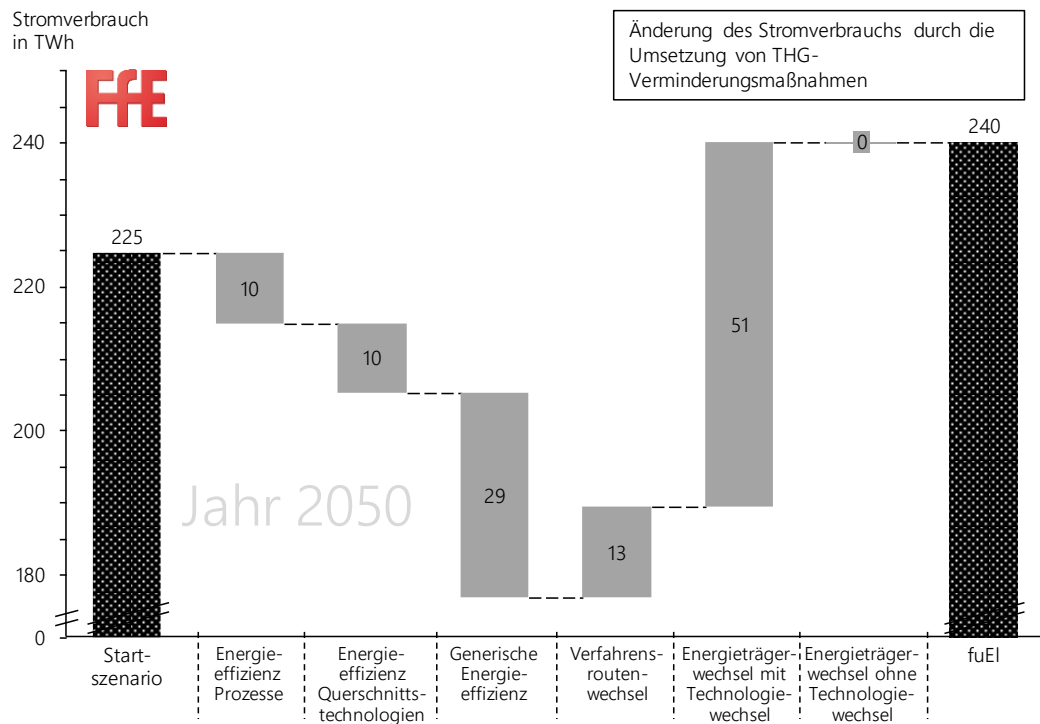 Stromverbrauch
in TWh
Änderung des Stromverbrauchs durch die
Umsetzung von THG-
Verminderungsmaßnahmen
FfE
240
220
200
180
0
225
10
10
29
13
51
0
240
Jahr 2050
Start-
szenario
Energie-
effizienz
Prozesse
Energie-
effizienz
Querschnitts-
technologien
Generische
Energie-
effizienz
Verfahrens-
routen-
wechsel
Energieträger-
wechsel mit
Technologie-
wechsel
Energieträger-
wechsel ohne
Technologie-
wechsel
fuEl